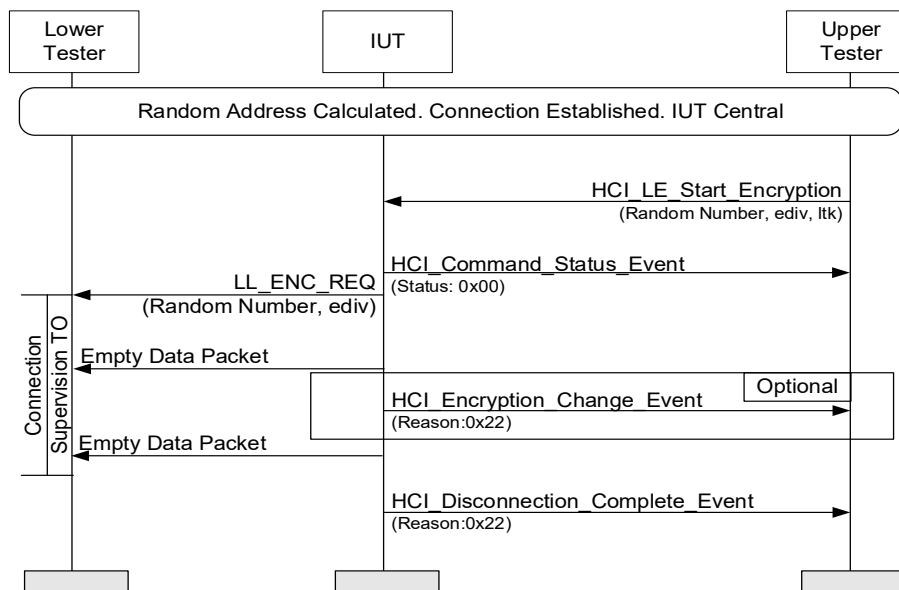 Lower
Tester
IUT
Upper
Tester
Random Address Calculated. Connection Established. IUT Central
HCI_LE_Start_Encryption
(Random Number, ediv, ltk)
HCI_Command_Status_Event
(Status: 0x00)
LL_ENC_REQ
(Random Number, ediv)
Connection
Supervision TO
Empty Data Packet
Optional
HCI_Encryption_Change_Event
(Reason:0x22)
Empty Data Packet
HCI_Disconnection_Complete_Event
(Reason:0x22)